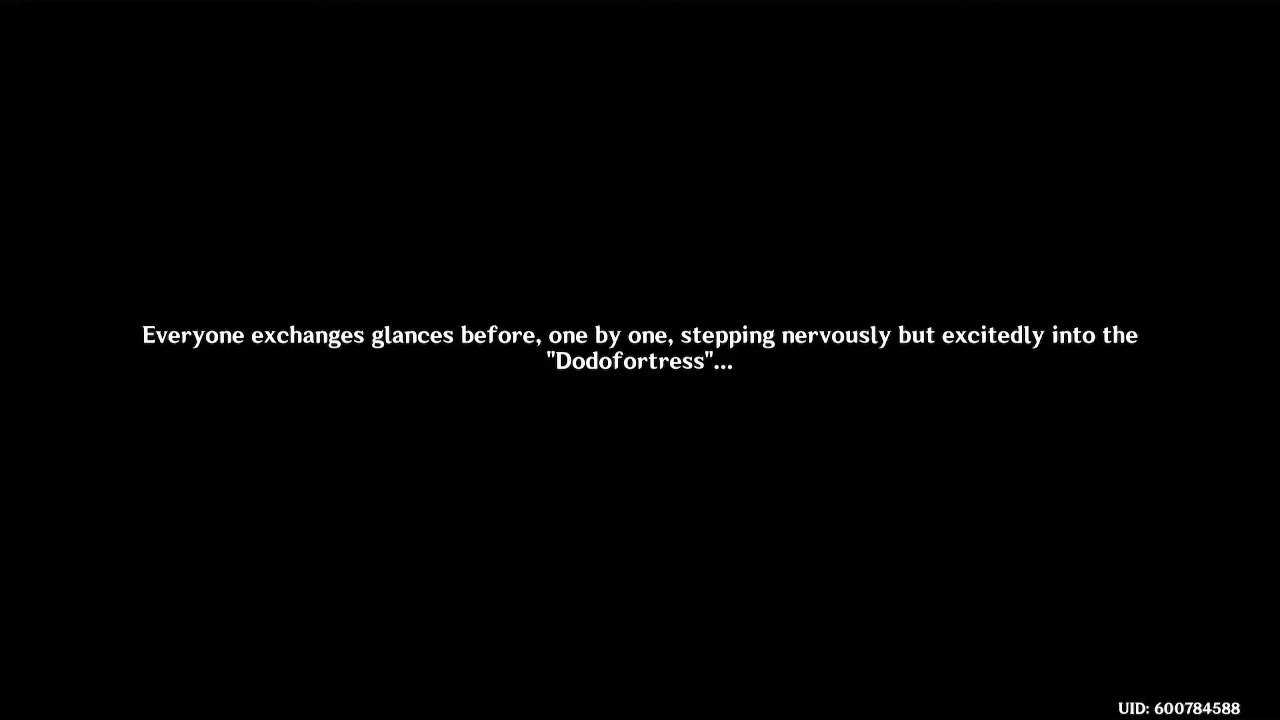 Everyone exchanges glances before, one by one, stepping nervously but excitedly into the
"Dodofortress"...
UID: 600784588